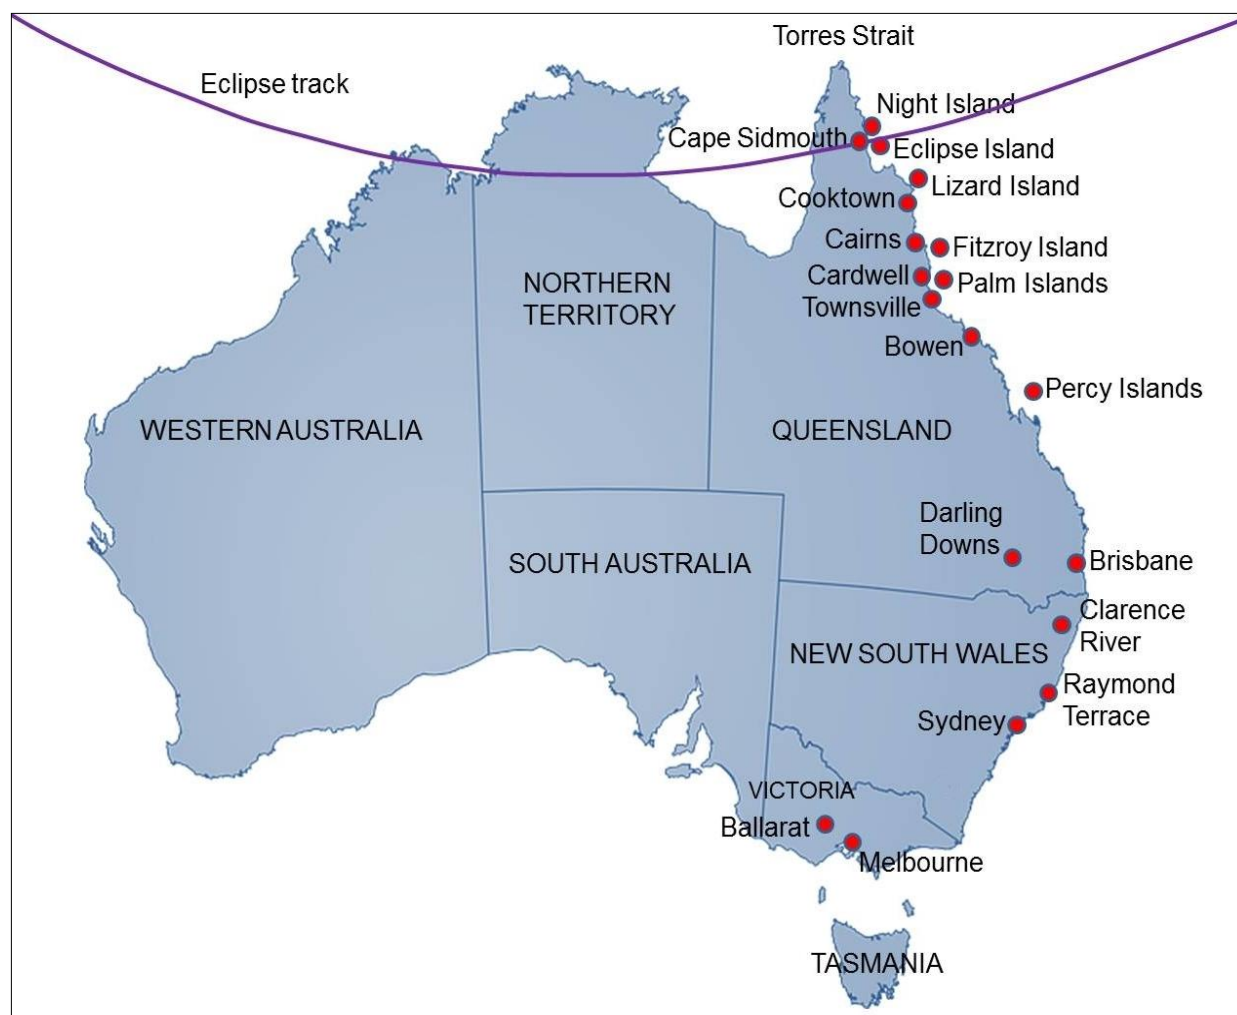 Torres Strait
Eclipse track
Night Island
Cape Sidmouth
Eclipse Island
Lizard Island
Cooktown
Cairns
Fitzroy Island
Cardwell
Palm Islands
Townsville
Bowen
NORTHERN
TERRITORY
Percy Islands
WESTERN AUSTRALIA
QUEENSLAND
Darling
Downs
SOUTH AUSTRALIA
Brisbane
Clarence
River
NEW SOUTH WALES
Raymond
Terrace
Sydney
VICTORIA
Ballarat
Melbourne
TASMANIA